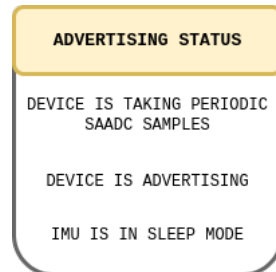 ADVERTISING STATUS
DEVICE IS TAKING PERIODIC
SAADC SAMPLES
DEVICE IS ADVERTISING
IMU IS IN SLEEP MODE